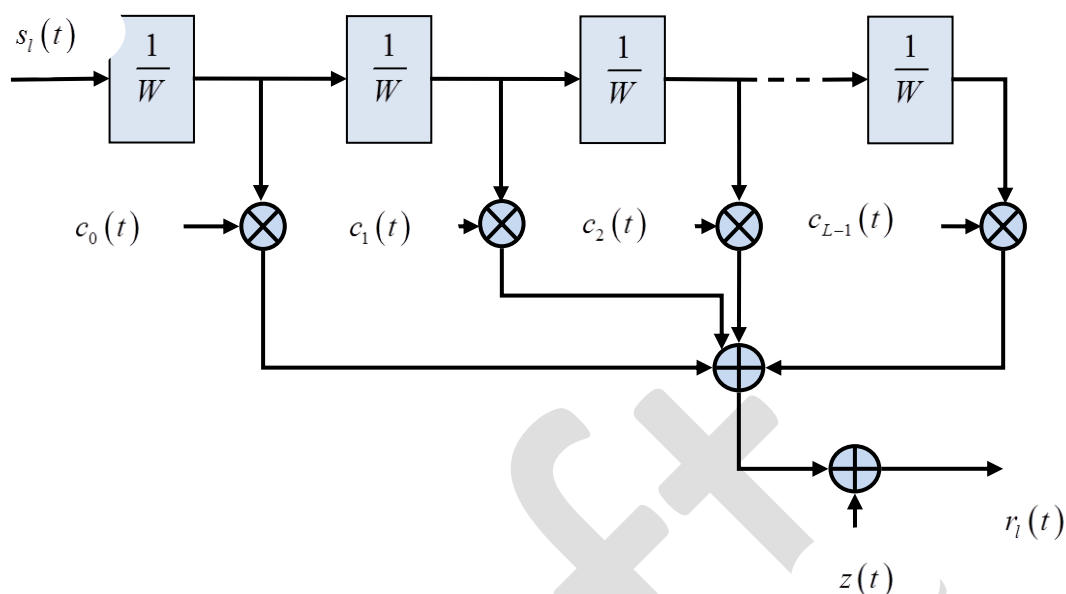 s_l(t)
1/W
1/W
1/W
1/W
c_0(t)
c_1(t)
c_2(t)
c_{L-1}(t)
r_l(t)
z(t)